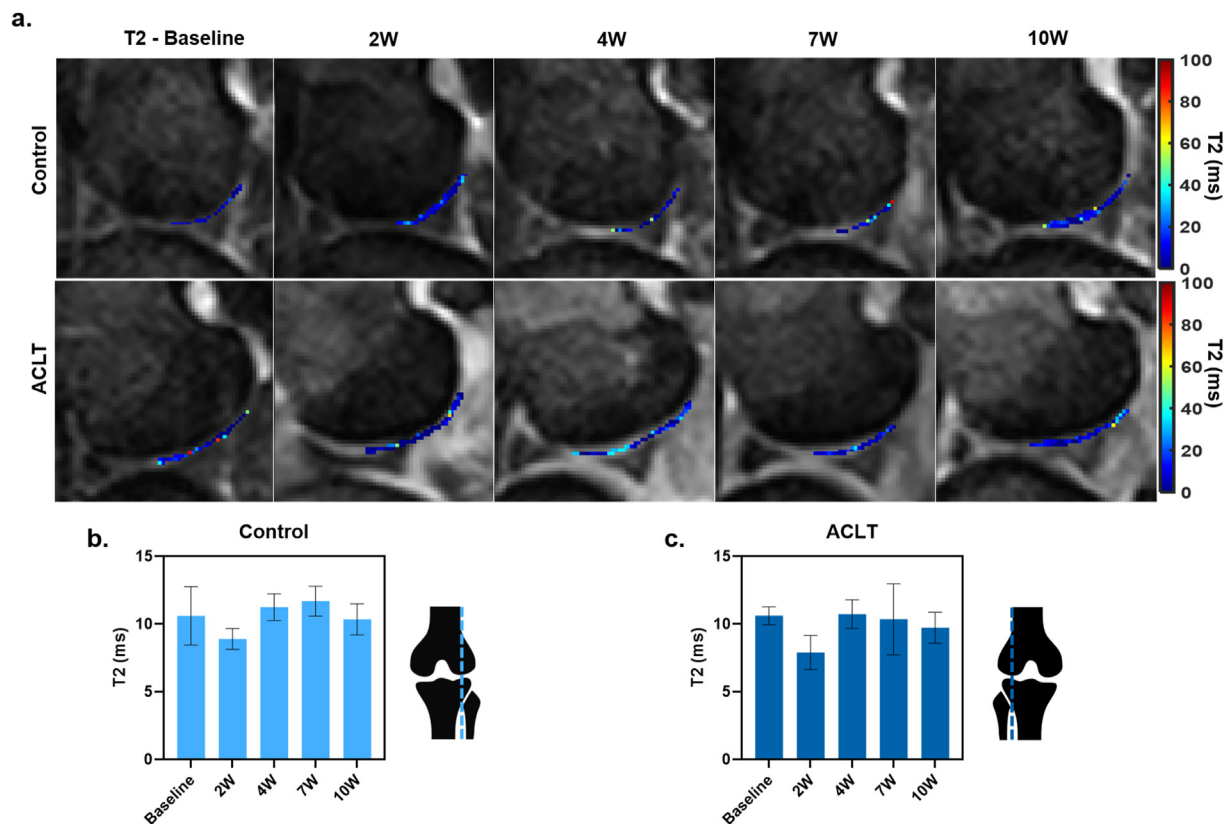 a.
T2 - Baseline 2W 4W 7W 10W
Control
100
80
60
40
20
0
T2 (ms)
ACLT
100
80
60
40
20
0
T2 (ms)
b.
Control
15
10
5
0
T2 (ms)
Baseline 2W 4W 7W 10W
c.
ACLT
15
10
5
0
T2 (ms)
Baseline 2W 4W 7W 10W